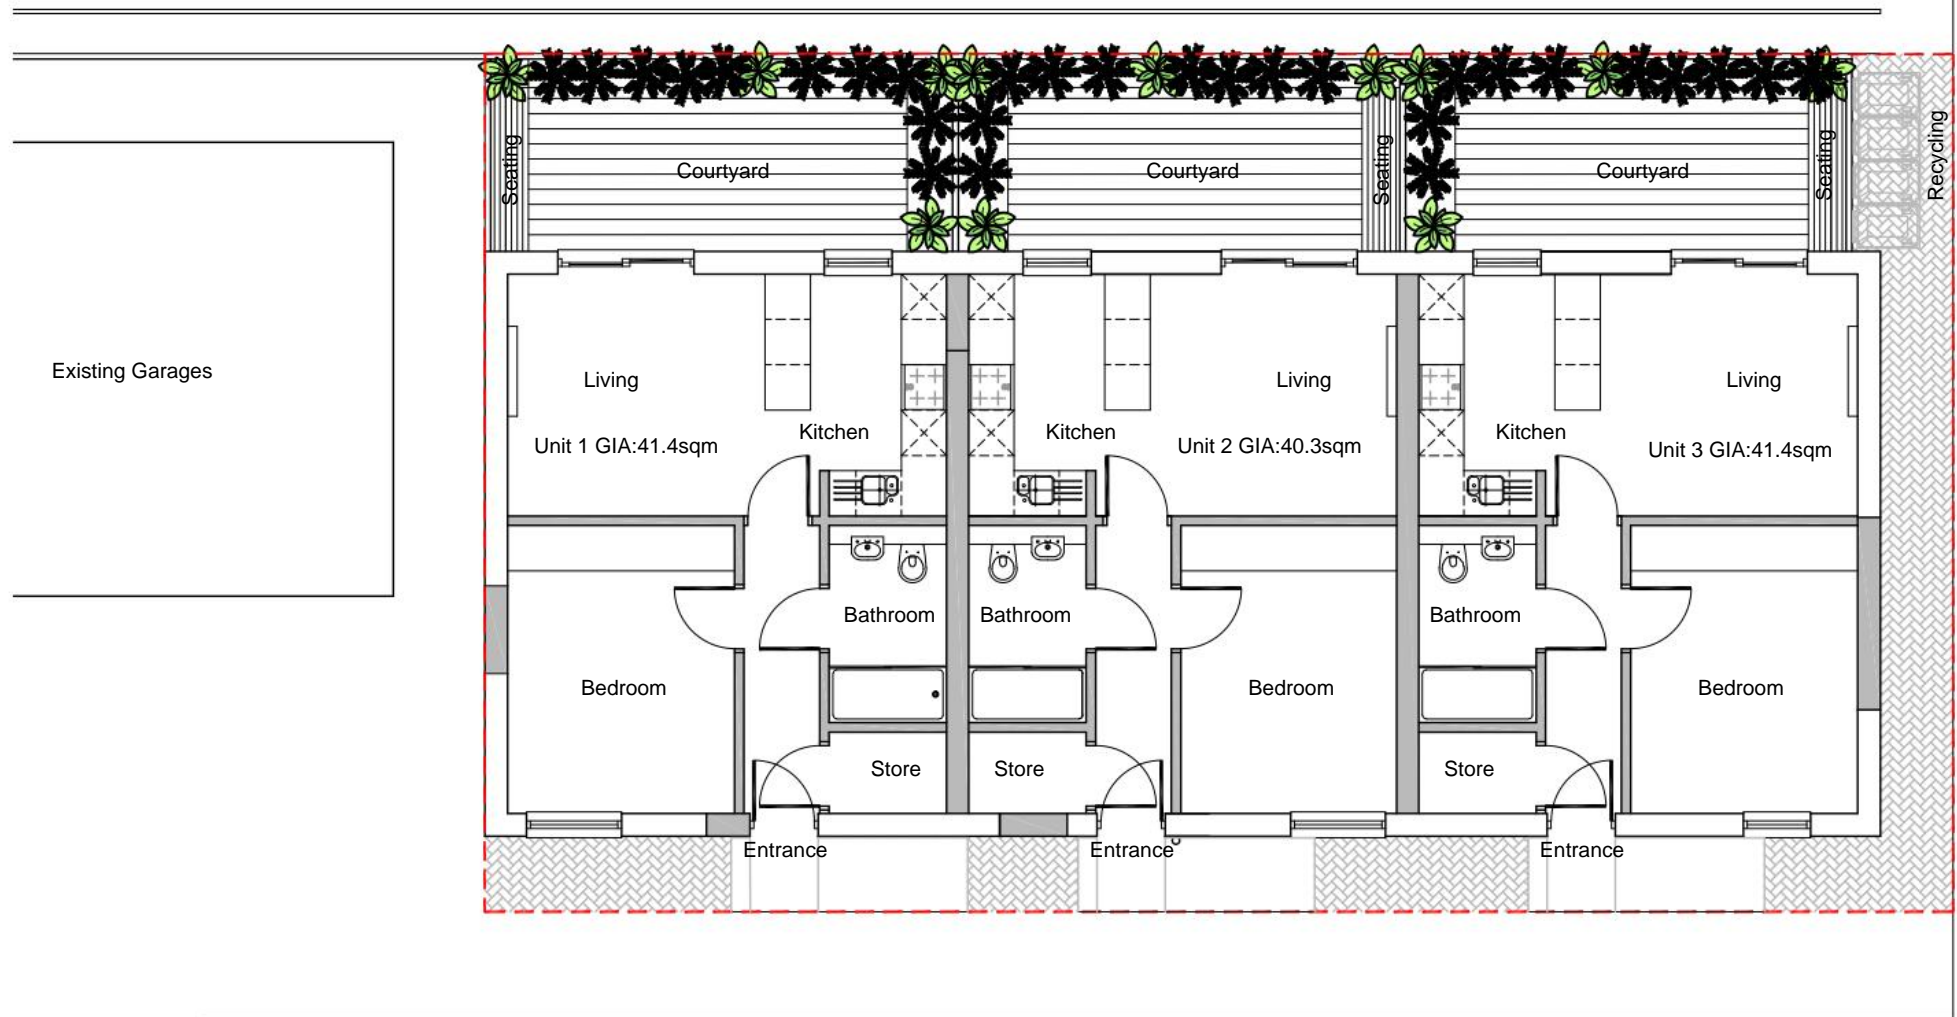 Seating
Courtyard
Courtyard
Seating
Courtyard
Seating
Recycling
Existing Garages
Living
Living
Living
Kitchen
Kitchen
Kitchen
Unit 1 GIA:41.4sqm
Unit 2 GIA:40.3sqm
Unit 3 GIA:41.4sqm
Bathroom
Bathroom
Bathroom
Bedroom
Bedroom
Bedroom
Store
Store
Store
Entrance
Entrance
Entrance